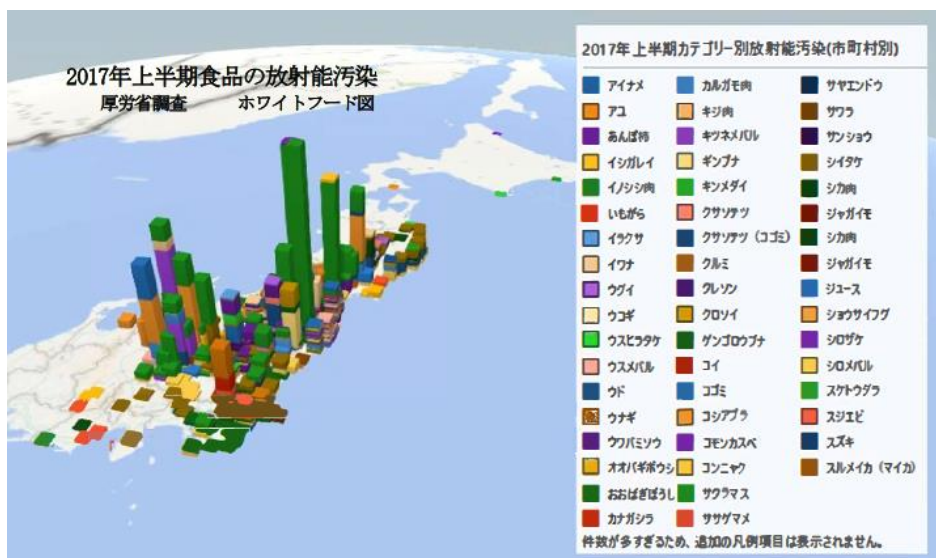 2017年上半期食品の放射能汚染
厚労省調査 ホワイトフード図
2017年上半期カテゴリー別放射能汚染(市町村別)
アイナメ
アユ
あんぽ柿
イシガレイ
イノシシ肉
いもがら
イラクサ
イワナ
ウグイ
ウコギ
ウスヒラタケ
ウスメバル
ウド
ウナギ
ウワバミソウ
オオバギボウシ
おおばぎぼうし
カナガシラ
カルガモ肉
キジ肉
キツネメバル
ギンブナ
キンメダイ
クサソテツ
クサソテツ（コゴミ）
クルミ
クレソン
クロソイ
ゲンゴロウブナ
コイ
コゴミ
コシアブラ
コモンカスベ
コンニャク
サクラマス
ササゲマメ
サヤエンドウ
サワラ
サンショウ
シイタケ
シカ肉
ジャガイモ
シカ肉
ジャガイモ
ジュース
ショウサイフグ
シロザケ
シロメバル
スケトウダラ
スジエビ
スズキ
スルメイカ（マイカ）
件数が多すぎるため、追加の凡例項目は表示されません。